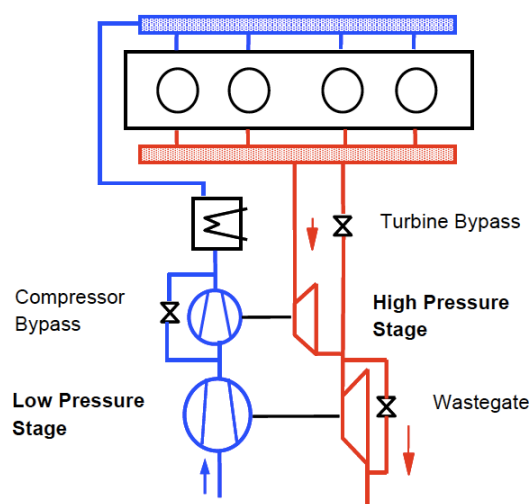 Turbine Bypass
Compressor
Bypass
High Pressure
Stage
Low Pressure
Stage
Wastegate